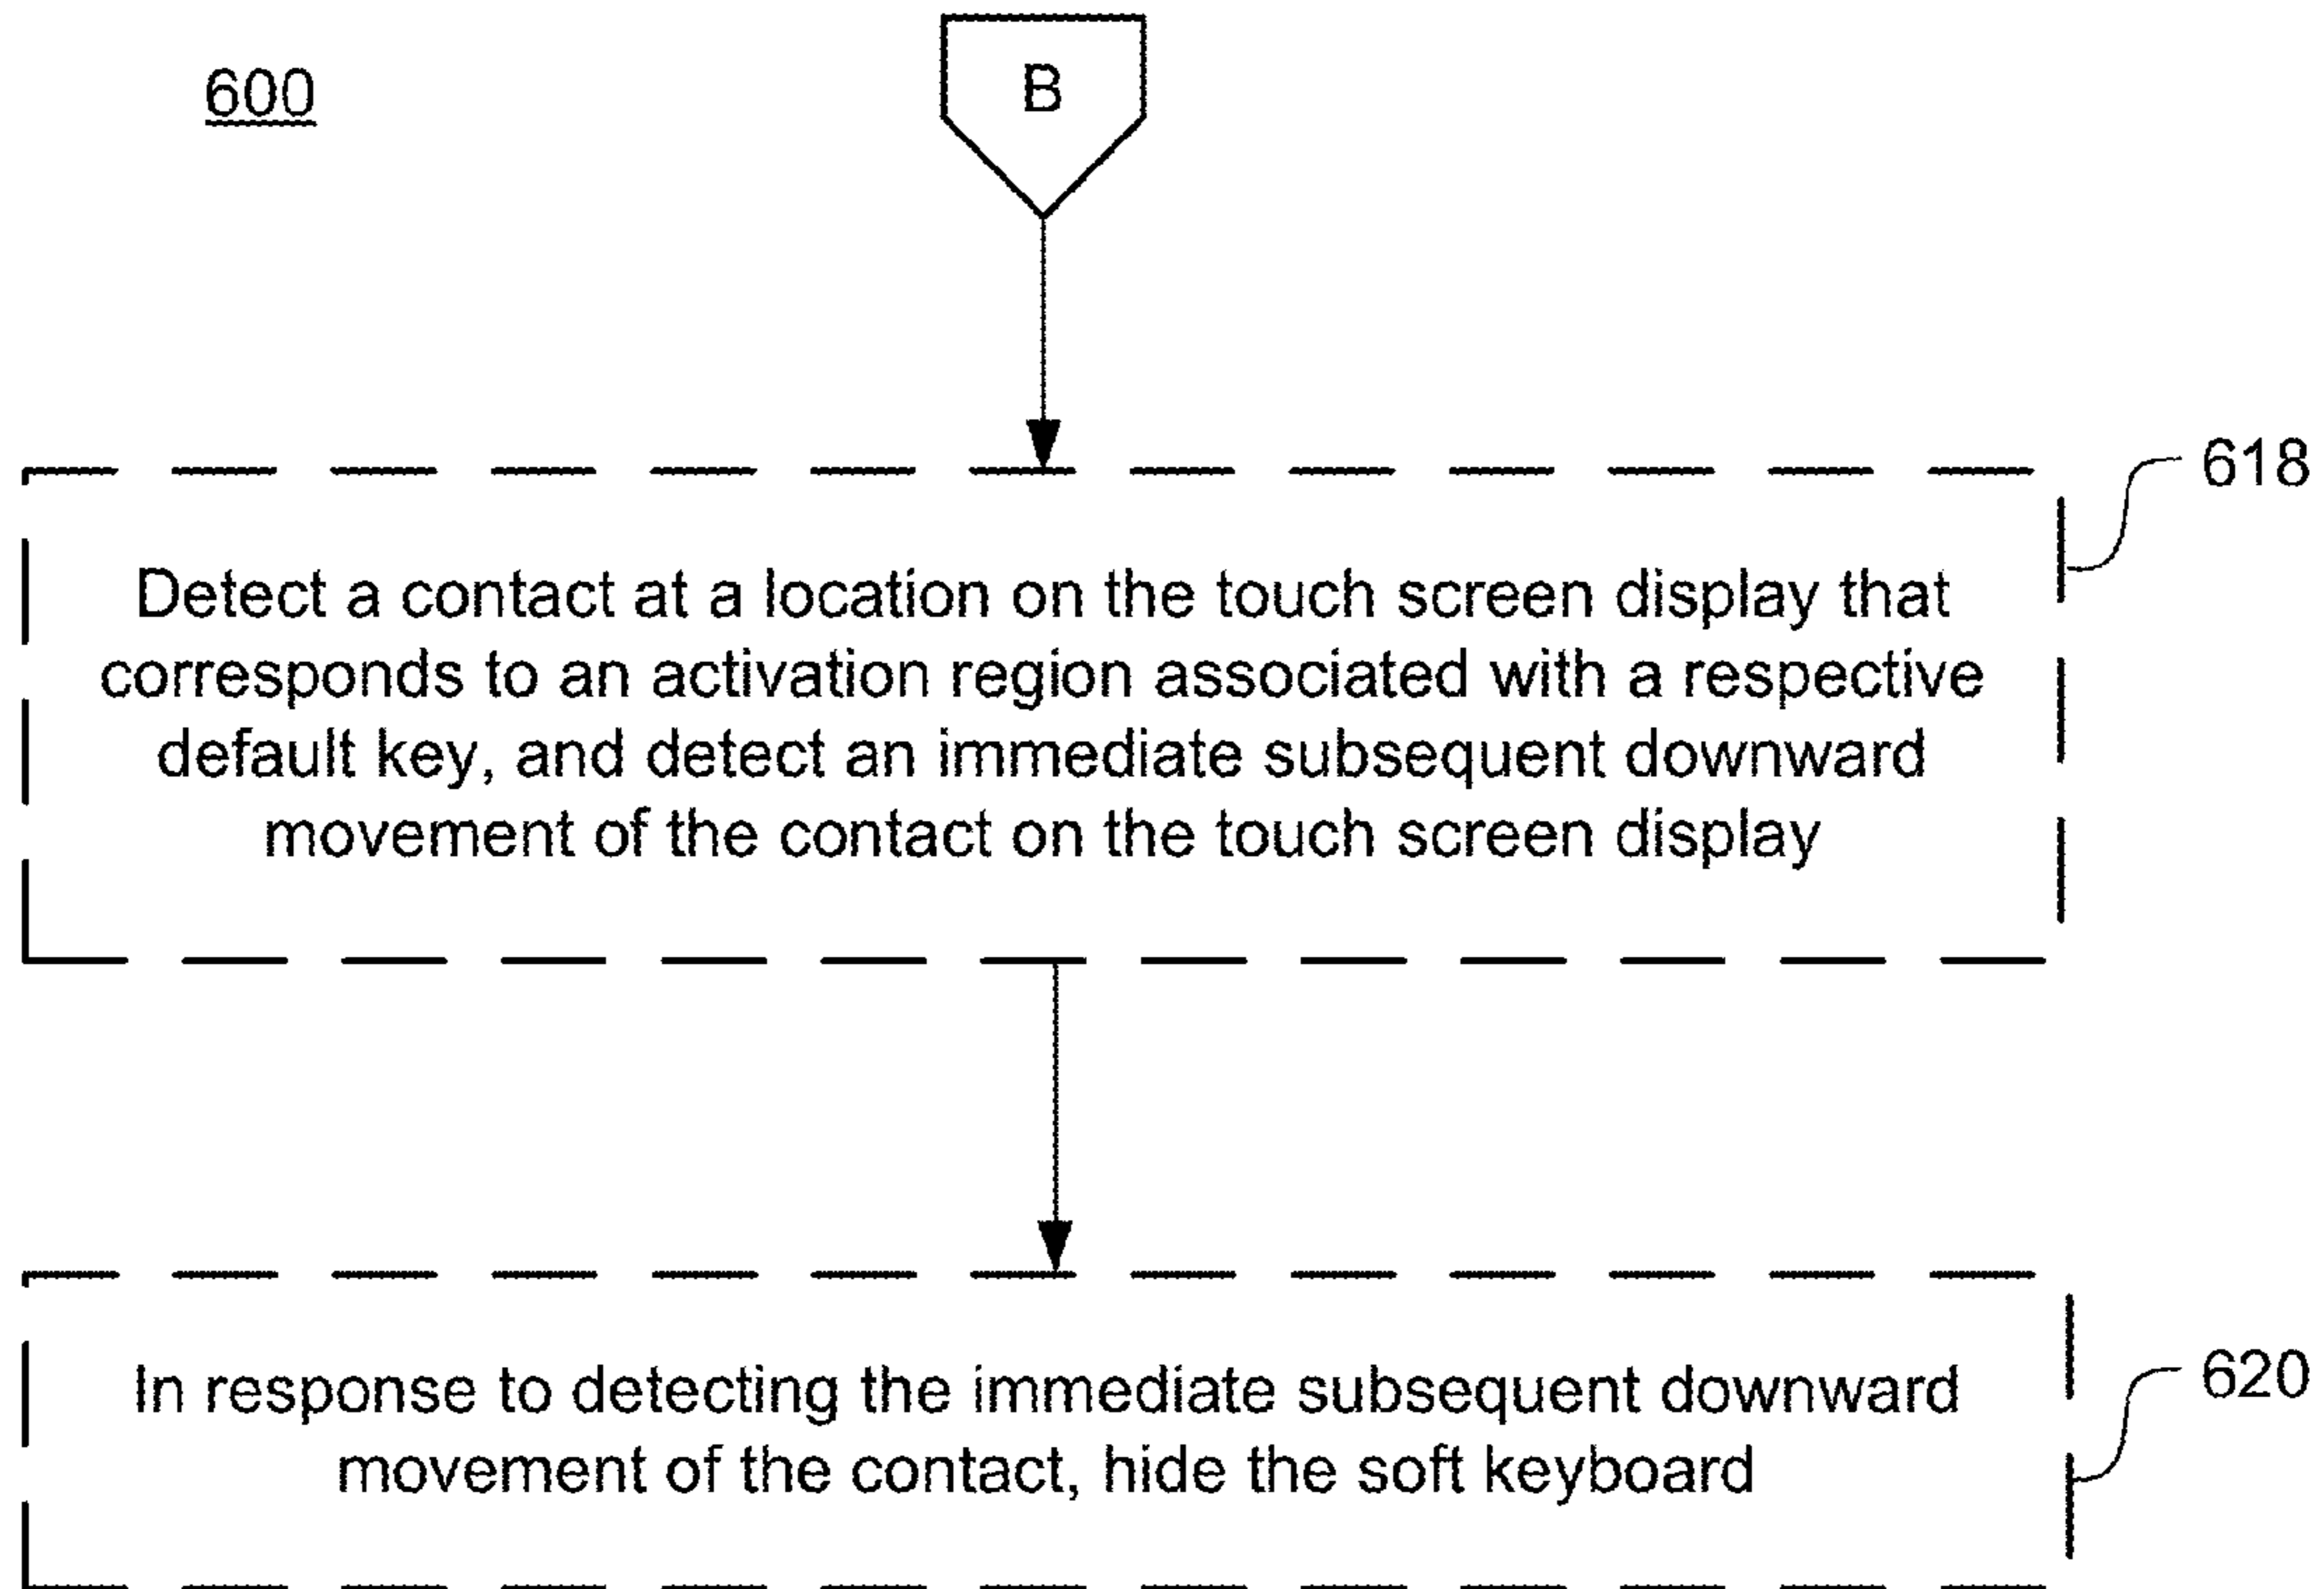 600
B
618
Detect a contact at a location on the touch screen display that
corresponds to an activation region associated with a respective
default key, and detect an immediate subsequent downward
movement of the contact on the touch screen display
In response to detecting the immediate subsequent downward
movement of the contact, hide the soft keyboard
620